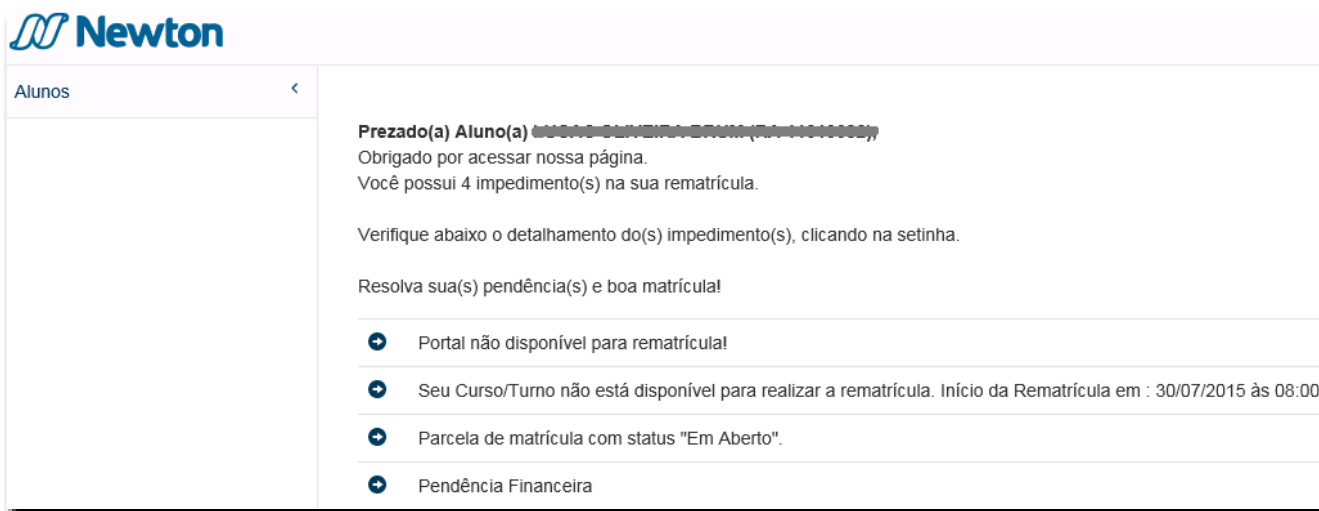 Newton
Alunos
Prezado(a) Aluno(a)
Obrigado por acessar nossa página.
Você possui 4 impedimento(s) na sua rematrícula.
Verifique abaixo o detalhamento do(s) impedimento(s), clicando na setinha.
Resolva sua(s) pendência(s) e boa matrícula!
Portal não disponível para rematrícula!
Seu Curso/Turno não está disponível para realizar a rematrícula. Início da Rematrícula em : 30/07/2015 às 08:00
Parcela de matrícula com status "Em Aberto".
Pendência Financeira